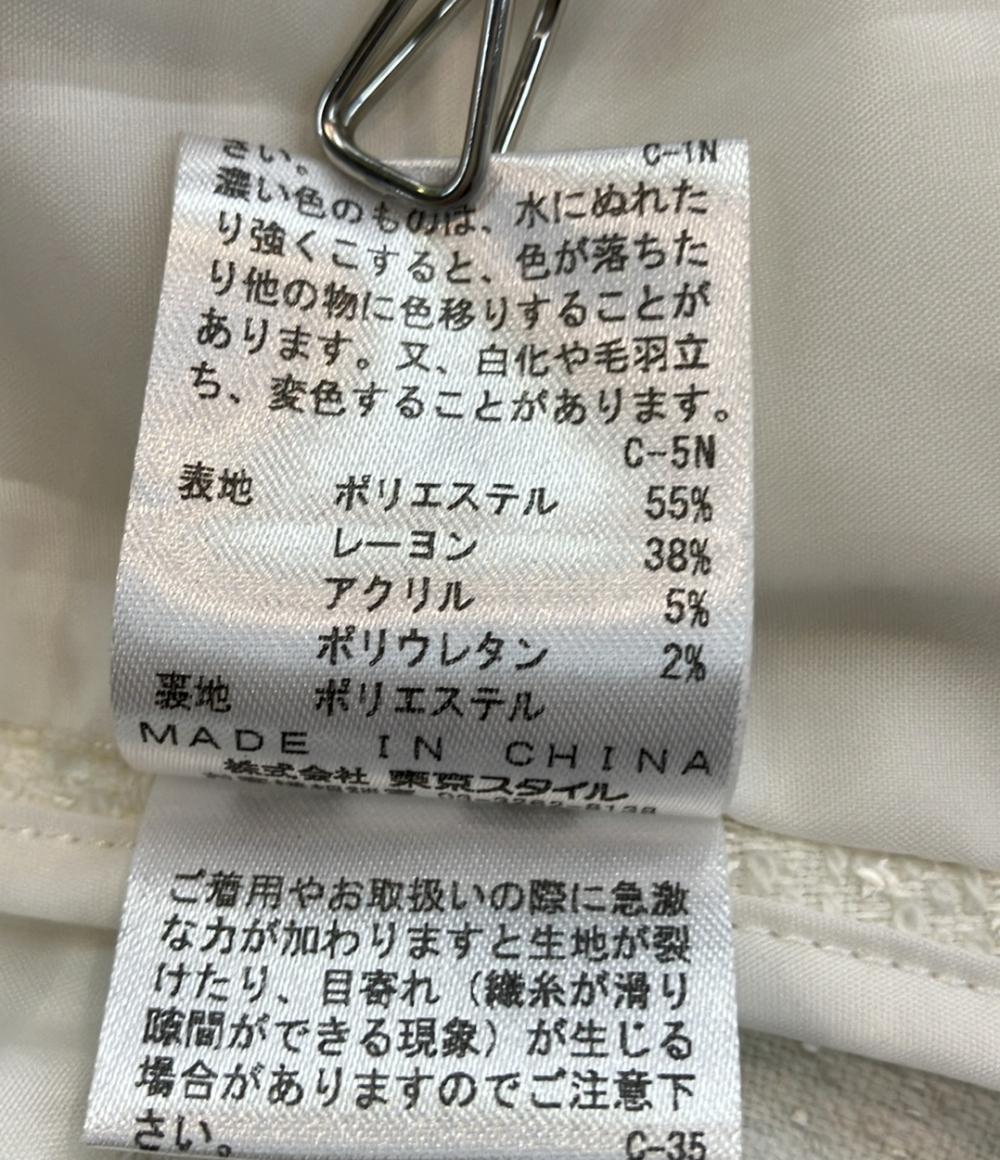 さい。 C-1N
濃い色のものは、水にぬれた
り強くこすると、色が落ちた
り他の物に色移りすることが
あります。又、白化や毛羽立
ち、変色することがあります。
C-5N
表地 ポリエステル 55%
レーヨン 38%
アクリル 5%
ポリウレタン 2%
裏地 ポリエステル
MADE IN CHINA
株式会社 東京スタイル
ご着用やお取扱いの際に急激
な力が加わりますと生地が裂
けたり、目寄れ（織糸が滑り
隙間ができる現象）が生じる
場合がありますのでご注意下
さい。 C-35